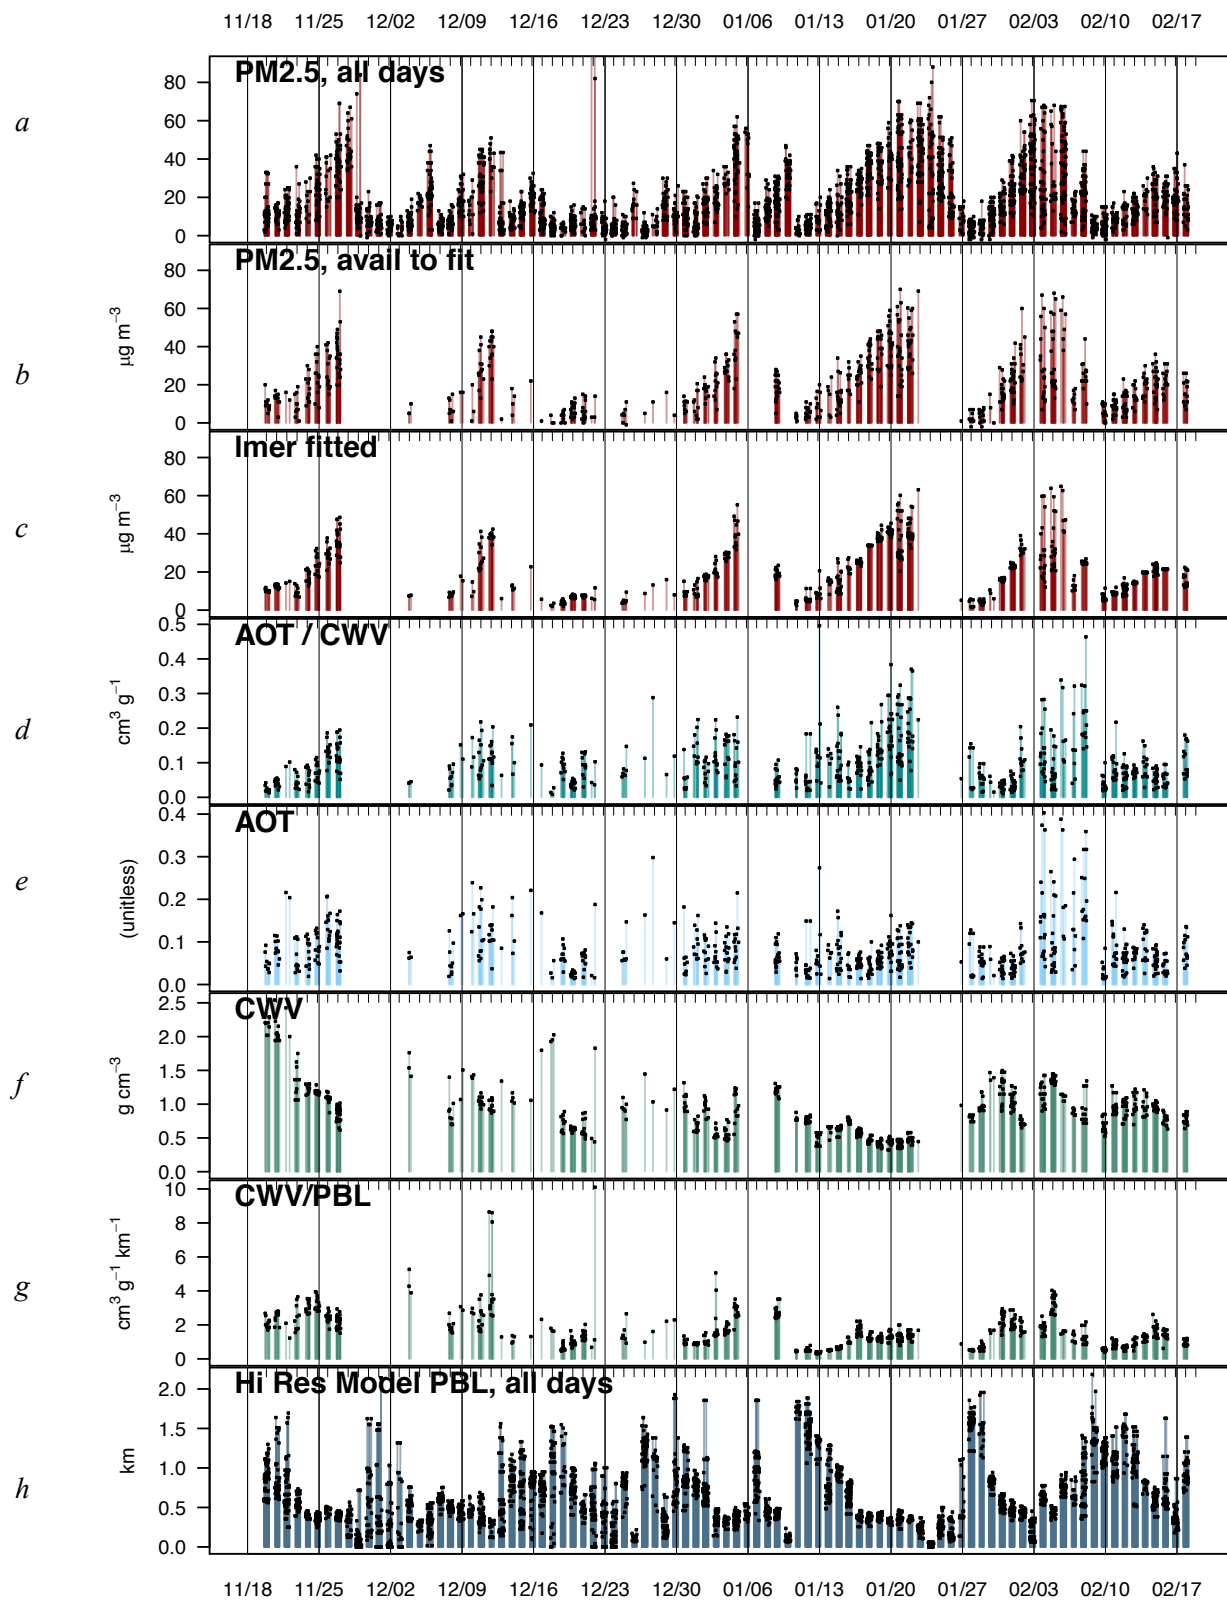 11/18 11/25 12/02 12/09 12/16 12/23 12/30 01/06 01/13 01/20 01/27 02/03 02/10 02/17
a
PM2.5, all days
80
60
40
20
0
b
PM2.5, avail to fit
µg m−3
80
60
40
20
0
c
lmer fitted
µg m−3
80
60
40
20
0
d
AOT / CWV
cm3 g−1
0.5
0.4
0.3
0.2
0.1
0.0
e
AOT
(unitless)
0.4
0.3
0.2
0.1
0.0
f
CWV
g cm−3
2.5
2.0
1.5
1.0
0.5
0.0
g
CWV/PBL
cm3 g−1 km−1
10
8
6
4
2
0
h
Hi Res Model PBL, all days
km
2.0
1.5
1.0
0.5
0.0
11/18 11/25 12/02 12/09 12/16 12/23 12/30 01/06 01/13 01/20 01/27 02/03 02/10 02/17